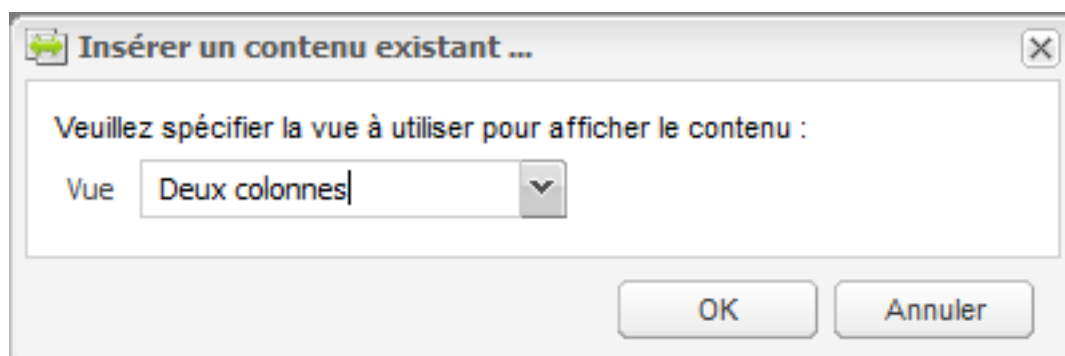 Insérer un contenu existant ...
Veuillez spécifier la vue à utiliser pour afficher le contenu :
Vue Deux colonnes
OK Annuler